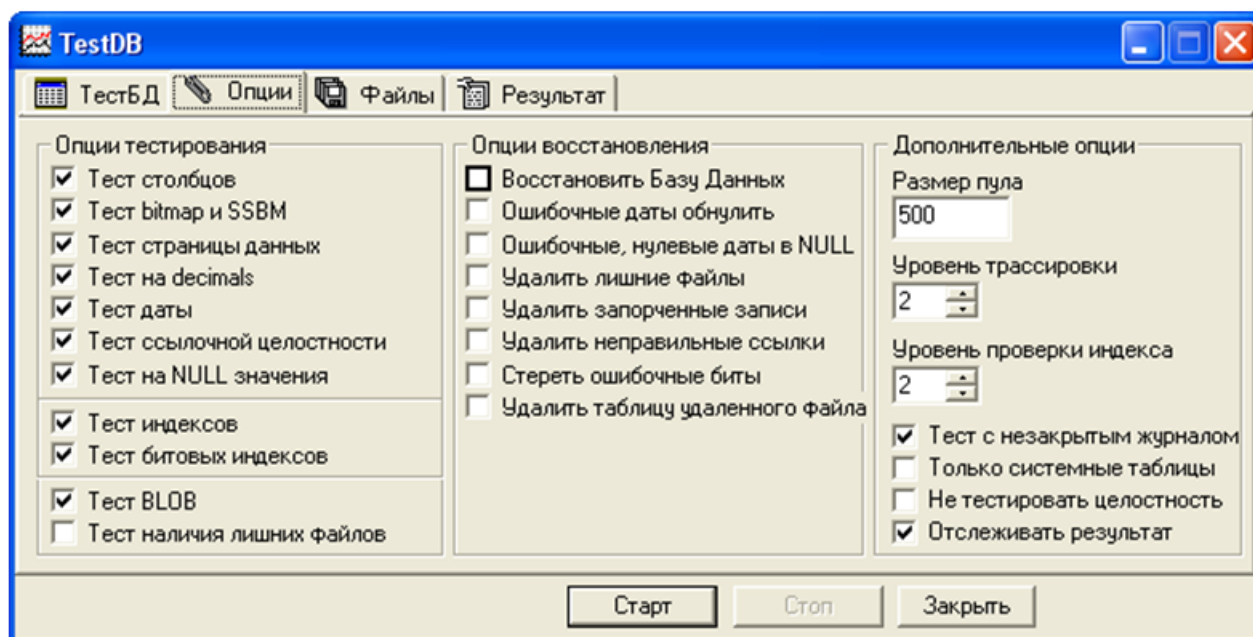 TestDB
ТестБД Опции Файлы Результат
Опции тестирования
Тест столбцов
Тест bitmap и SSBM
Тест страницы данных
Тест на decimals
Тест даты
Тест ссылочной целостности
Тест на NULL значения
Тест индексов
Тест битовых индексов
Тест BLOB
Тест наличия лишних файлов
Опции восстановления
Восстановить Базу Данных
Ошибочные даты обнулить
Ошибочные, нулевые даты в NULL
Удалить лишние файлы
Удалить запорченные записи
Удалить неправильные ссылки
Стереть ошибочные биты
Удалить таблицу удаленного файла
Дополнительные опции
Размер пула
500
Уровень трассировки
2
Уровень проверки индекса
2
Тест с незакрытым журналом
Только системные таблицы
Не тестировать целостность
Отслеживать результат
Старт Стоп Закрыть